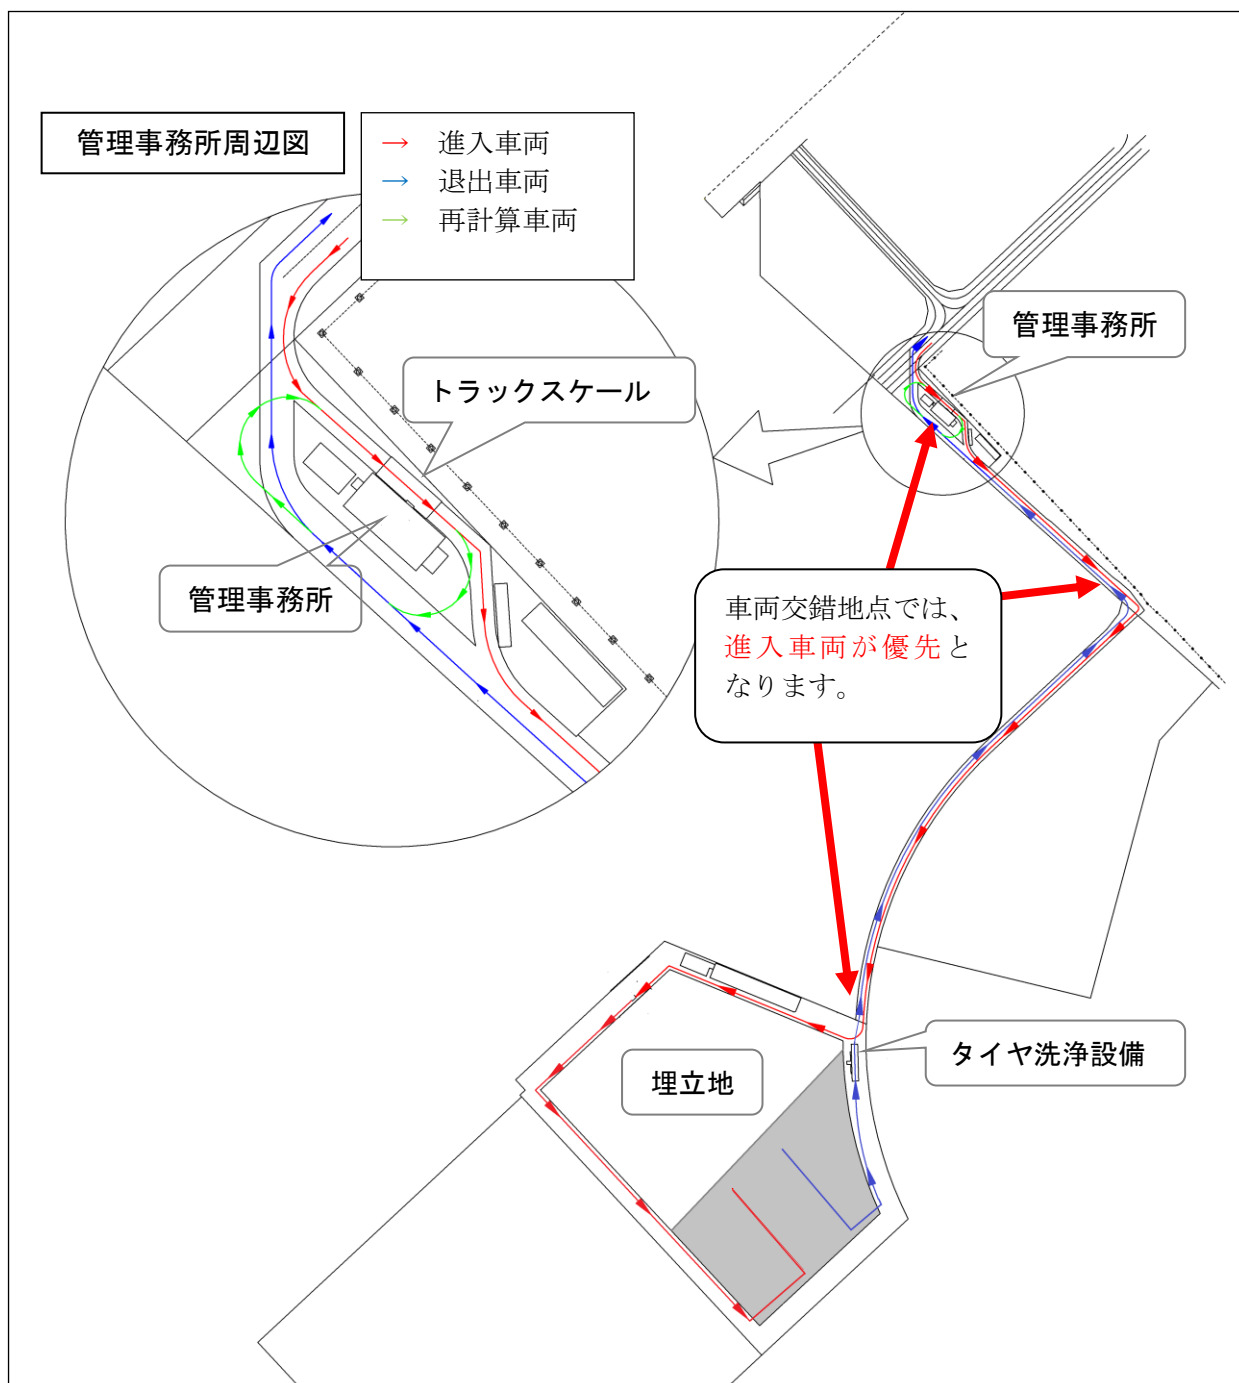 管理事務所周辺図
進入車両
退出車両
再計算車両
管理事務所
トラックスケール
管理事務所
車両交錯地点では、
進入車両が優先と
なります。
タイヤ洗浄設備
埋立地